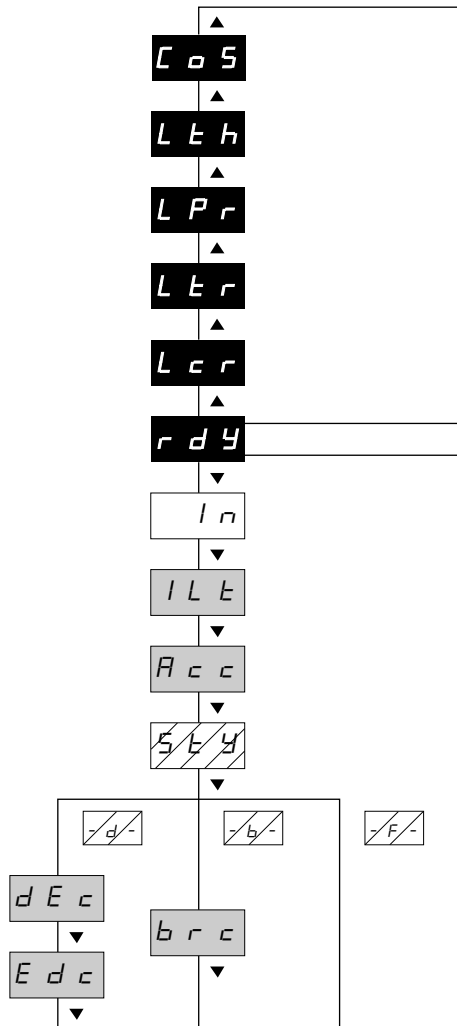 CoS
Lth
LPr
Ltr
Lcr
rdY
In
ILt
Acc
StY
-d- -b- -F-
dEc
brc
Edc